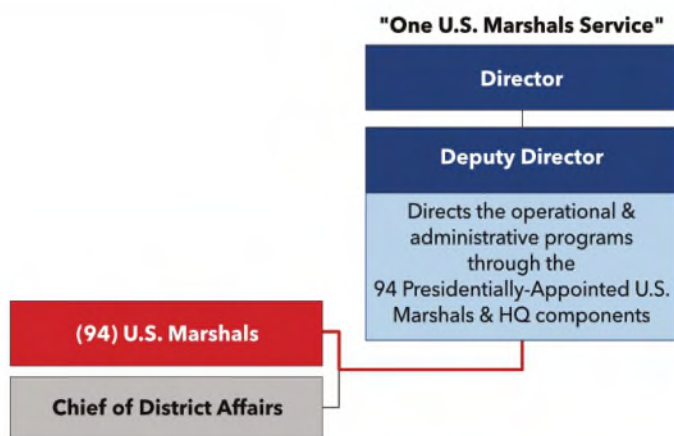 "One U.S. Marshals Service"
Director
Deputy Director
Directs the operational &
administrative programs
through the
94 Presidentially-Appointed U.S.
Marshals & HQ components
(94) U.S. Marshals
Chief of District Affairs